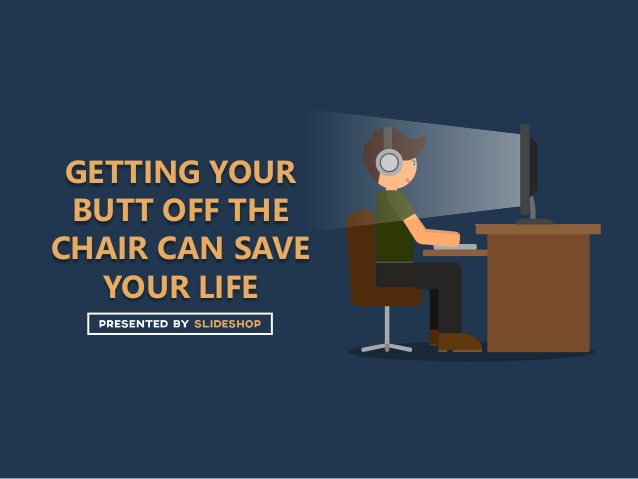 GETTING YOUR
BUTT OFF THE
CHAIR CAN SAVE
YOUR LIFE
PRESENTED BY SLIDESHOP